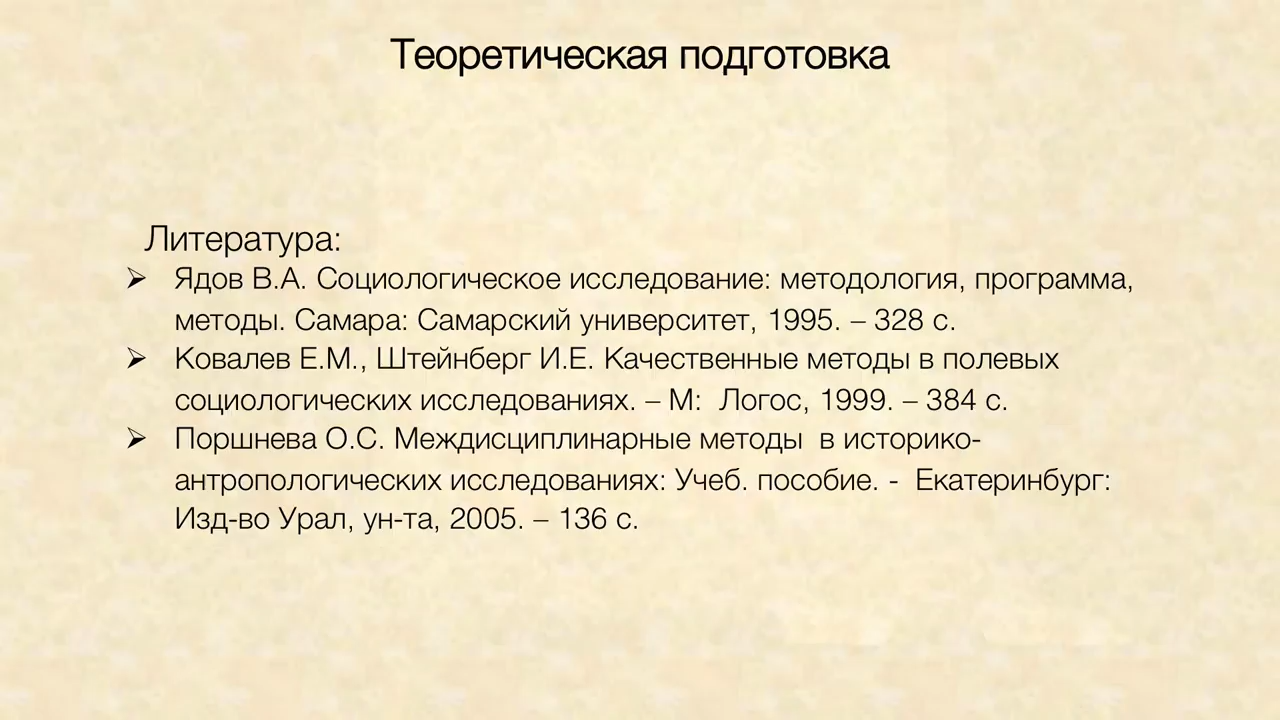 Теоретическая подготовка
Литература:
➢ Ядов В.А. Социологическое исследование: методология, программа,
методы. Самара: Самарский университет, 1995. – 328 с.
➢ Ковалев Е.М., Штейнберг И.Е. Качественные методы в полевых
социологических исследованиях. – М:  Логос, 1999. – 384 с.
➢ Поршнева О.С. Междисциплинарные методы  в историко-
антропологических исследованиях: Учеб. пособие. -  Екатеринбург:
Изд-во Урал, ун-та, 2005. – 136 с.